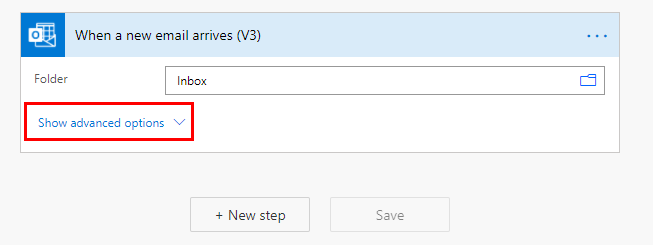 When a new email arrives (V3)
Folder
Inbox
Show advanced options
+ New step
Save